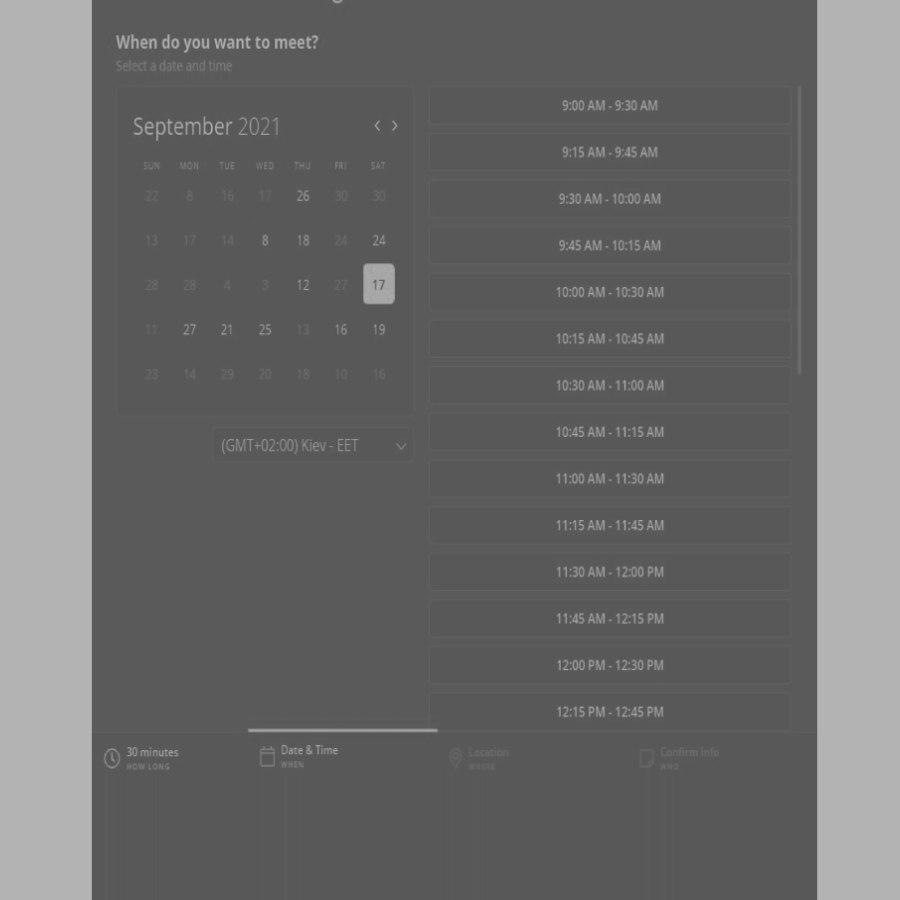 When do you want to meet?
Select a date and time
September 2021
SUN MON TUE WED THU FRI SAT
22 8 16 17 26 30 30
13 17 14 8 18 24 24
28 28 4 3 12 27 17
11 27 21 25 13 16 19
23 14 29 20 18 10 16
(GMT+02:00) Kiev - EET
9:00 AM - 9:30 AM
9:15 AM - 9:45 AM
9:30 AM - 10:00 AM
9:45 AM - 10:15 AM
10:00 AM - 10:30 AM
10:15 AM - 10:45 AM
10:30 AM - 11:00 AM
10:45 AM - 11:15 AM
11:00 AM - 11:30 AM
11:15 AM - 11:45 AM
11:30 AM - 12:00 PM
11:45 AM - 12:15 PM
12:00 PM - 12:30 PM
12:15 PM - 12:45 PM
30 minutes
HOW LONG
Date & Time
WHEN
Location
WHERE
Confirm Info
WHO